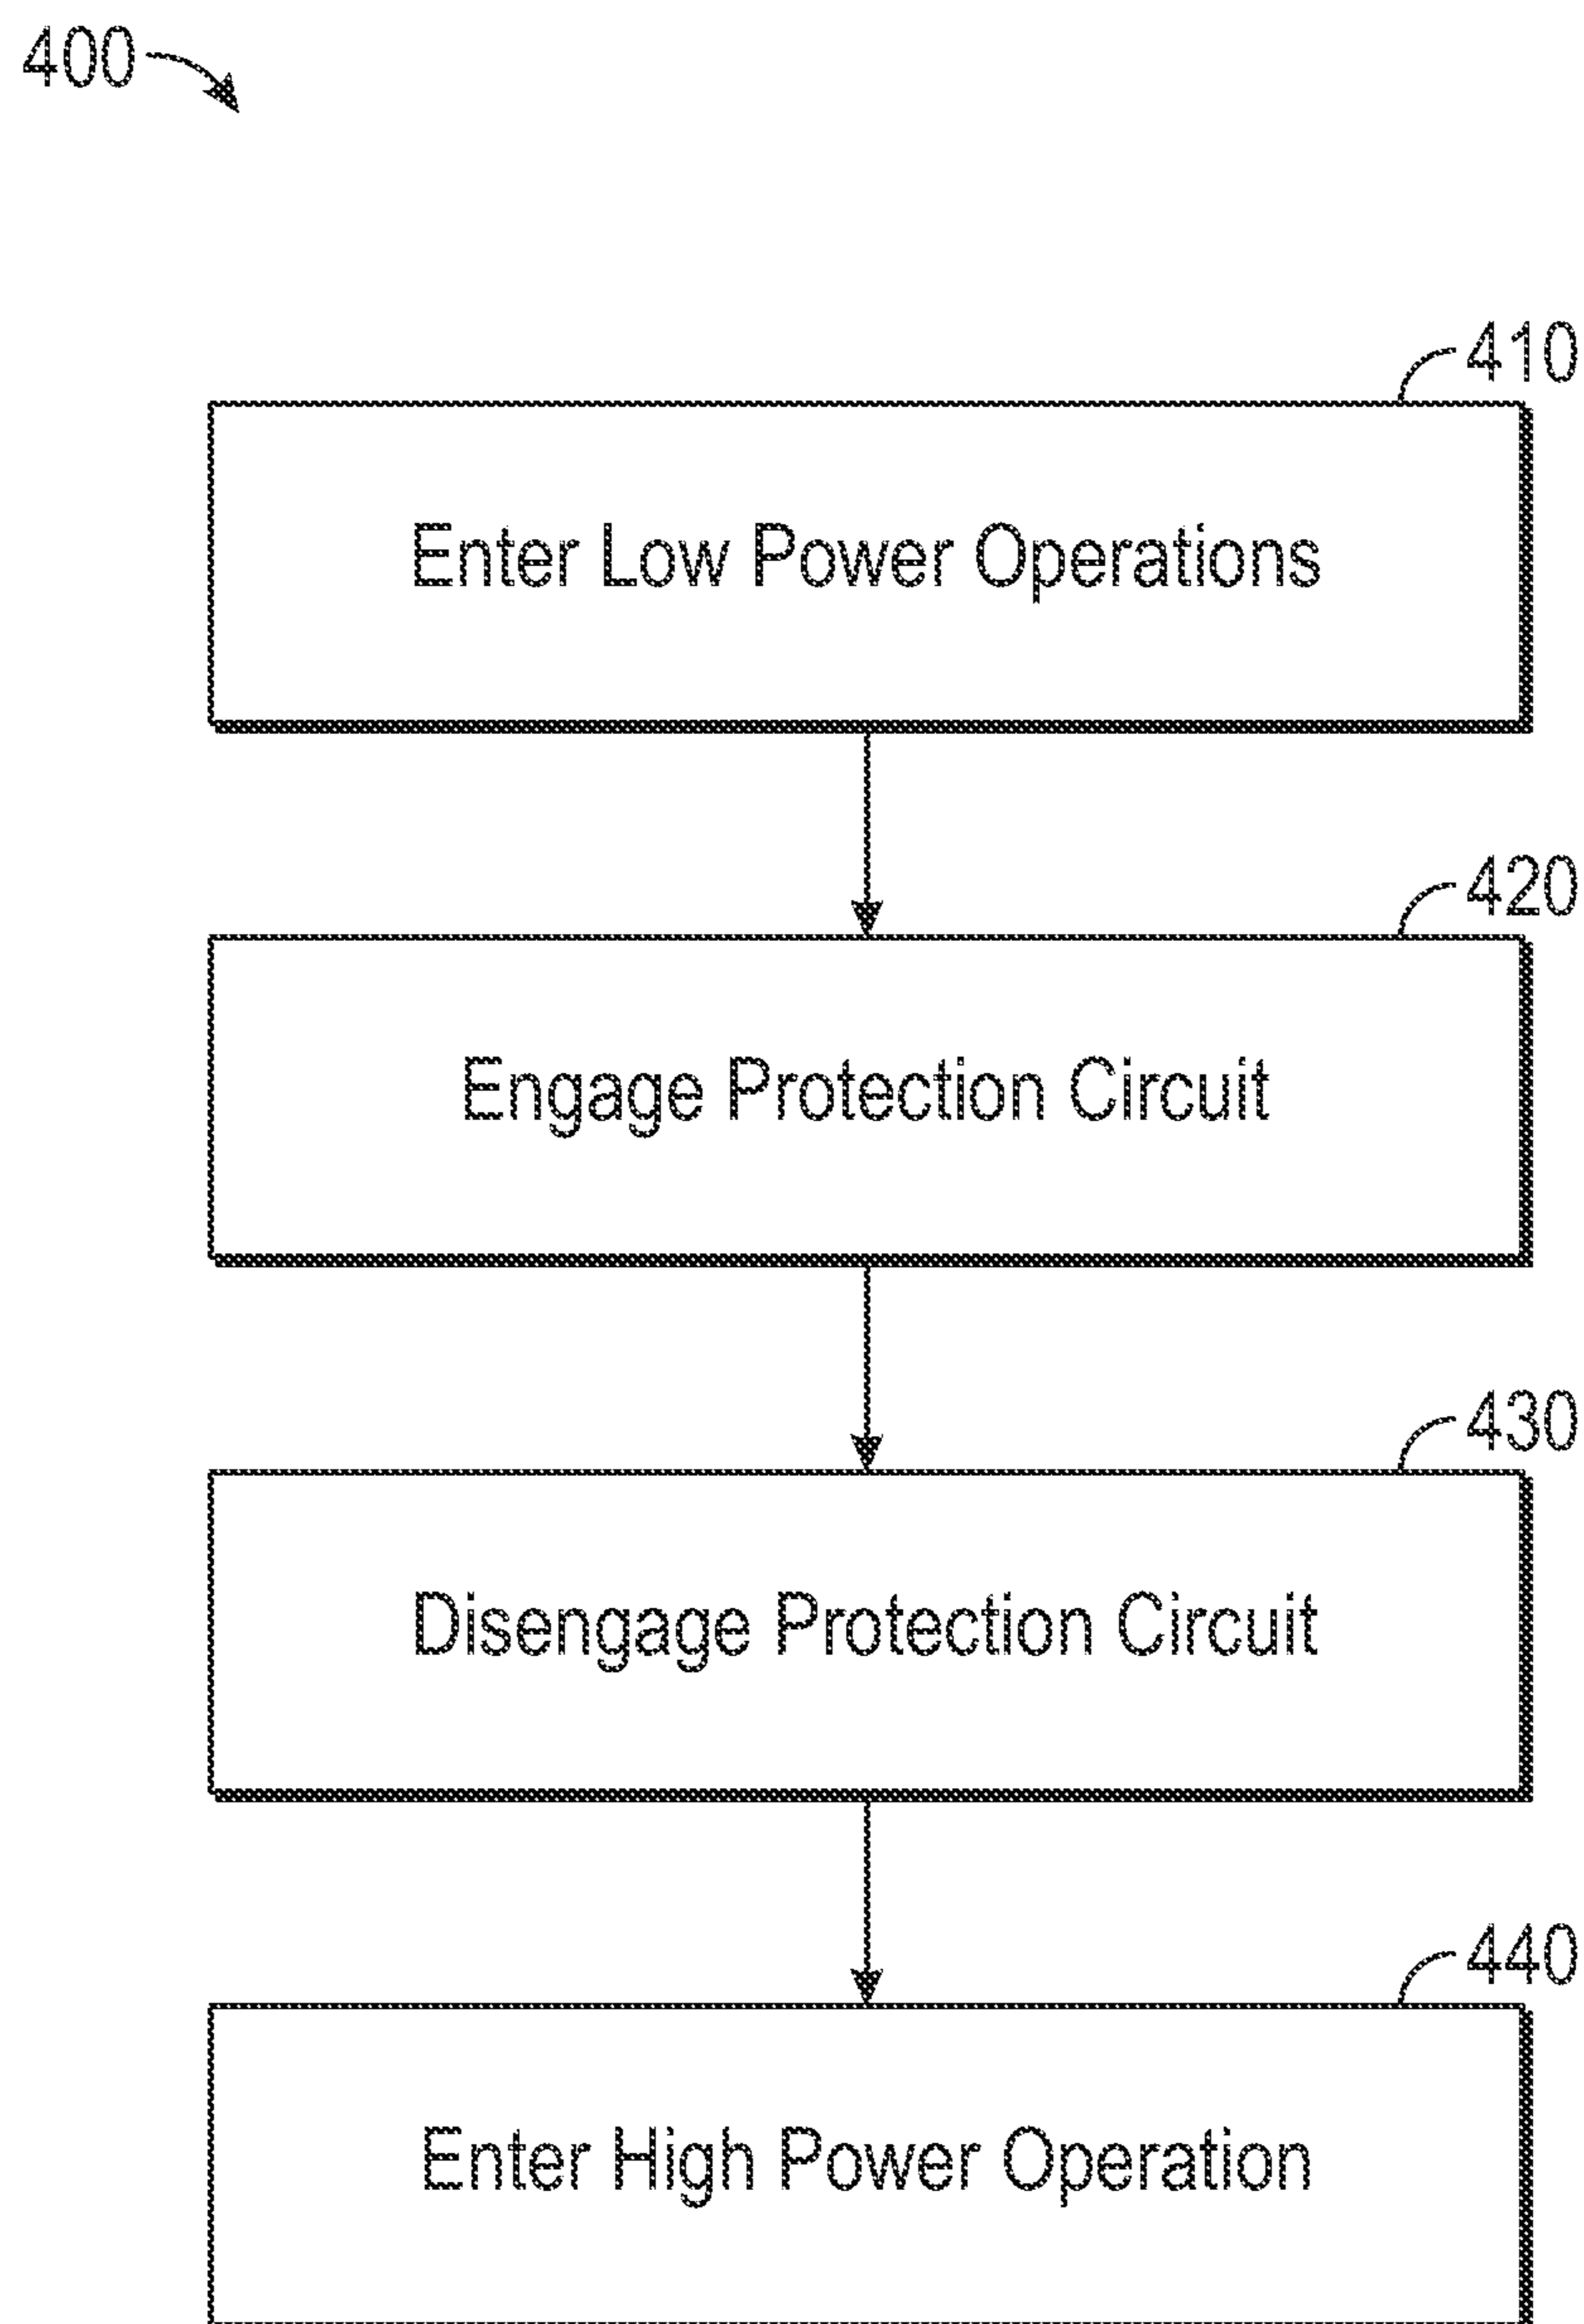 400
410
Enter Low Power Operations
420
Engage Protection Circuit
430
Disengage Protection Circuit
440
Enter High Power Operation